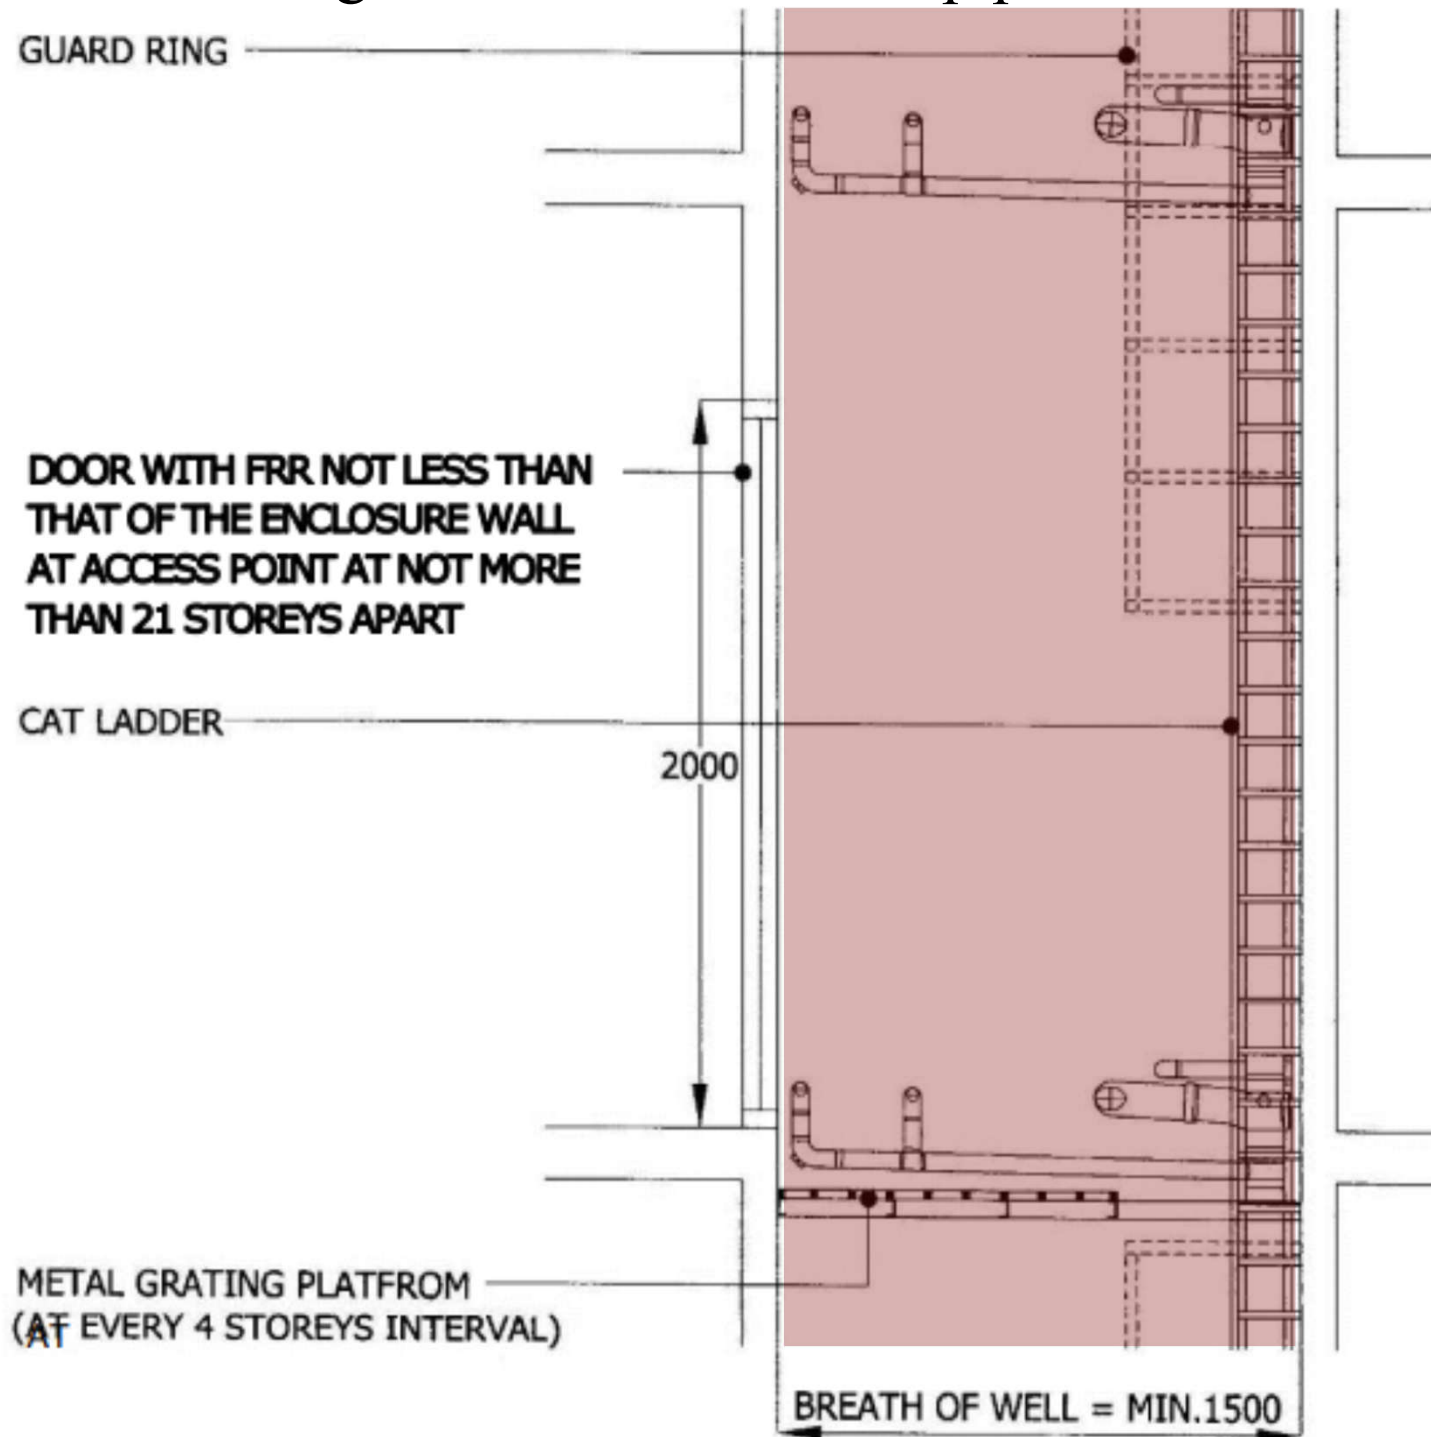 GUARD RING
DOOR WITH FRR NOT LESS THAN
THAT OF THE ENCLOSURE WALL
AT ACCESS POINT AT NOT MORE
THAN 21 STOREYS APART
CAT LADDER
2000
METAL GRATING PLATFROM
(AT EVERY 4 STOREYS INTERVAL)
AT
BREATH OF WELL = MIN.1500